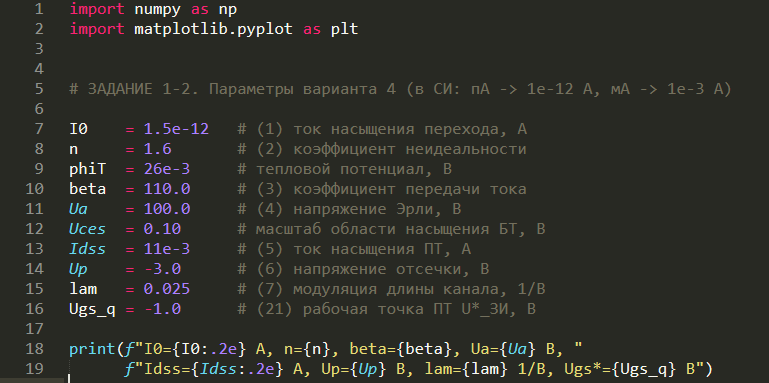 1 import numpy as np
2 import matplotlib.pyplot as plt
3
4
5 # ЗАДАНИЕ 1-2. Параметры варианта 4 (в СИ: пА -> 1e-12 А, мА -> 1e-3 А)
6
7 I0    = 1.5e-12   # (1) ток насыщения перехода, А
8 n     = 1.6       # (2) коэффициент неидеальности
9 phiT  = 26e-3     # тепловой потенциал, В
10 beta  = 110.0     # (3) коэффициент передачи тока
11 Ua    = 100.0     # (4) напряжение Эрли, В
12 Uces  = 0.10      # масштаб области насыщения БТ, В
13 Idss  = 11e-3     # (5) ток насыщения ПТ, А
14 Up    = -3.0      # (6) напряжение отсечки, В
15 lam   = 0.025     # (7) модуляция длины канала, 1/В
16 Ugs_q = -1.0      # (21) рабочая точка ПТ U*_ЗИ, В
17
18 print(f"I0={I0:.2e} А, n={n}, beta={beta}, Ua={Ua} В, "
19       f"Idss={Idss:.2e} А, Up={Up} В, lam={lam} 1/В, Ugs*={Ugs_q} В")